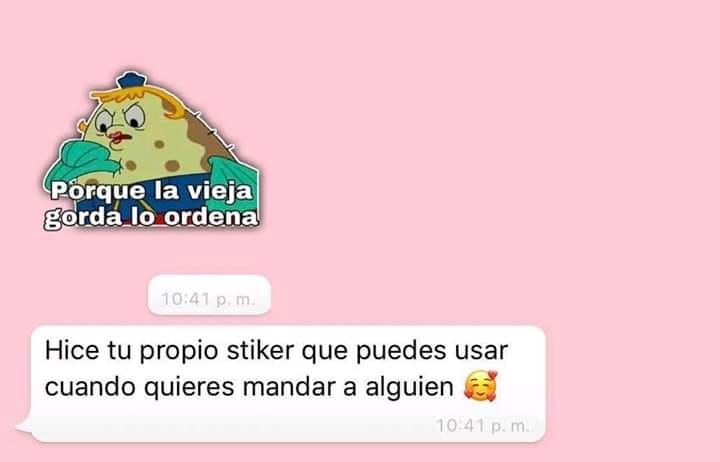 Porque la vieja
gorda lo ordena
10:41 p. m.
Hice tu propio stiker que puedes usar
cuando quieres mandar a alguien 🥰
10:41 p. m.